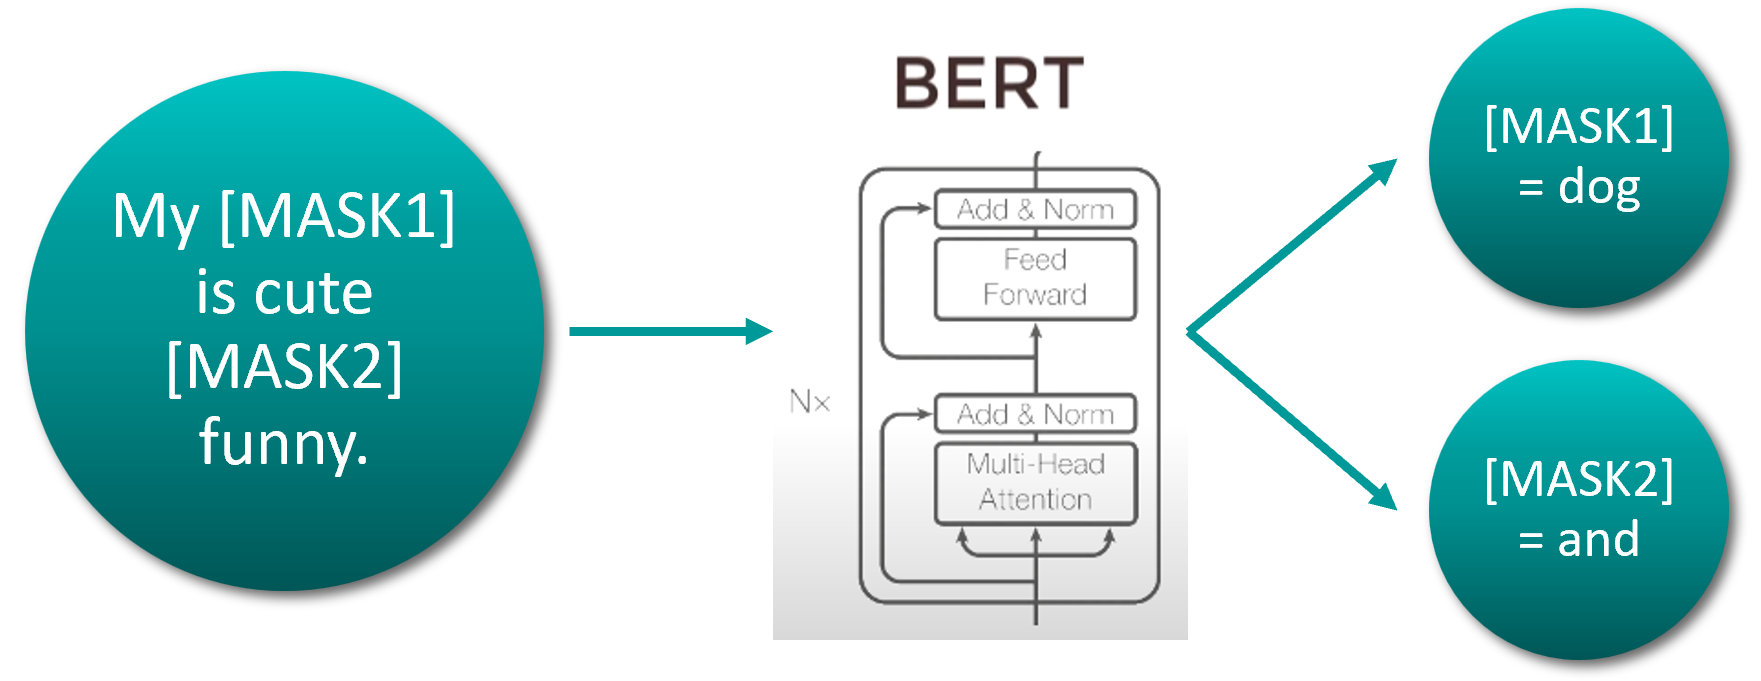 My [MASK1]
is cute
[MASK2]
funny.
BERT
Add & Norm
Feed
Forward
Nx
Add & Norm
Multi-Head
Attention
[MASK1]
= dog
[MASK2]
= and